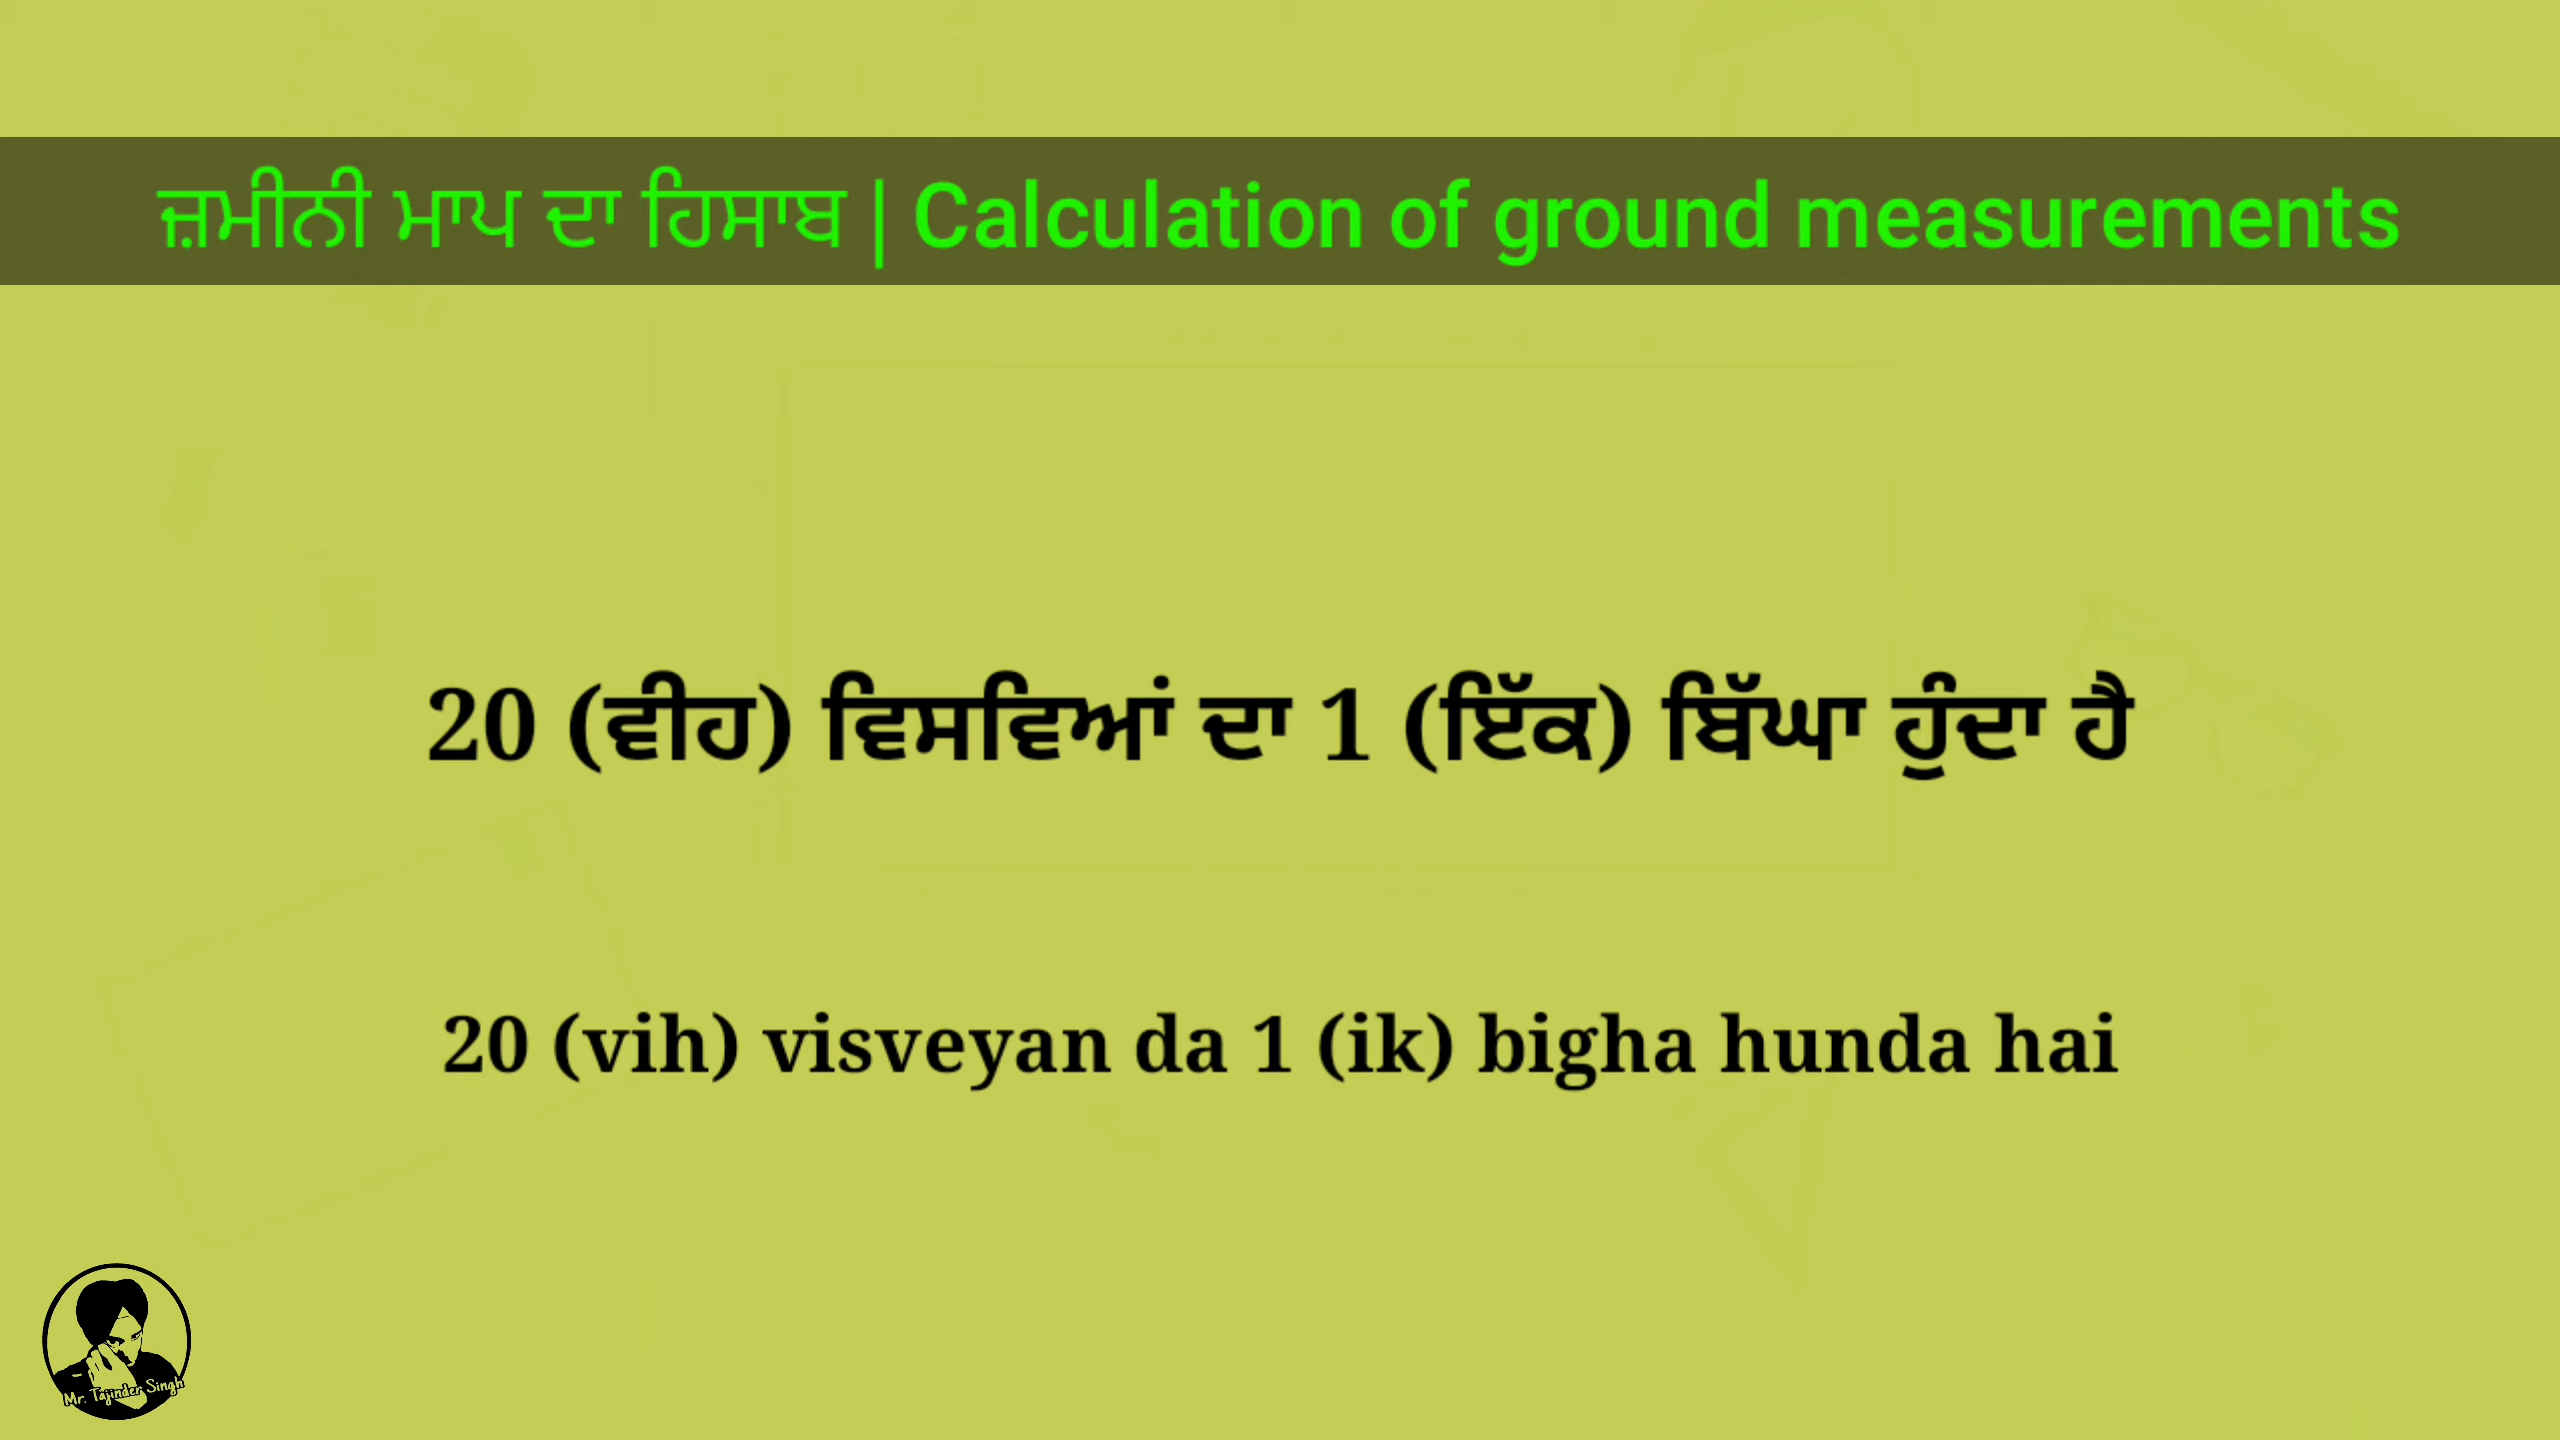 ਜ਼ਮੀਨੀ ਮਾਪ ਦਾ ਹਿਸਾਬ | Calculation of ground measurements
20 (ਵੀਹ) ਵਿਸਵਿਆਂ ਦਾ 1 (ਇੱਕ) ਬਿੱਘਾ ਹੁੰਦਾ ਹੈ
20 (vih) visveyan da 1 (ik) bigha hunda hai
Mr. Tajinder Singh